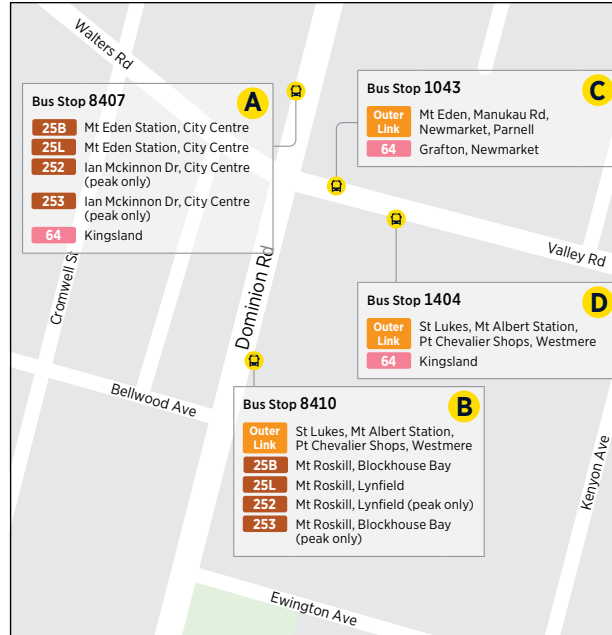 Walters Rd
Bus Stop 8407
A
25B Mt Eden Station, City Centre
25L Mt Eden Station, City Centre
252 Ian Mckinnon Dr, City Centre
(peak only)
253 Ian Mckinnon Dr, City Centre
(peak only)
64 Kingsland
Bus Stop 1043
C
Outer
Link
Mt Eden, Manukau Rd,
Newmarket, Parnell
64 Grafton, Newmarket
Valley Rd
Cromwell St
Dominion Rd
Bus Stop 1404
D
Outer
Link
St Lukes, Mt Albert Station,
Pt Chevalier Shops, Westmere
64 Kingsland
Bellwood Ave
Bus Stop 8410
B
Outer
Link
St Lukes, Mt Albert Station,
Pt Chevalier Shops, Westmere
25B Mt Roskill, Blockhouse Bay
25L Mt Roskill, Lynfield
252 Mt Roskill, Lynfield (peak only)
253 Mt Roskill, Blockhouse Bay
(peak only)
Kenyon Ave
Ewington Ave